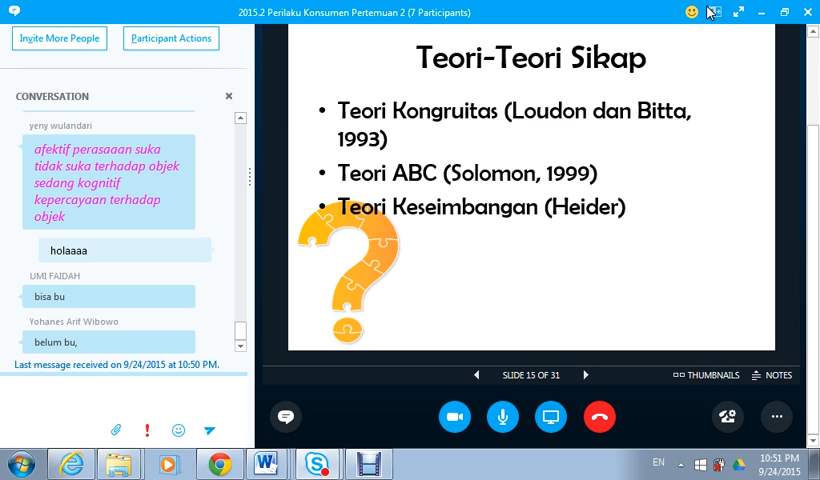 2015.2 Perilaku Konsumen Pertemuan 2 (7 Participants)
Invite More People
Participant Actions
CONVERSATION
yeny wulandari
afektif perasaaan suka
tidak suka terhadap objek
sedang kognitif
kepercayaan terhadap
objek
holaaaa
UMI FAIDAH
bisa bu
Yohanes Arif Wibowo
belum bu,
Last message received on 9/24/2015 at 10:50 PM.
Teori-Teori Sikap
• Teori Kongruitas (Loudon dan Bitta,
1993)
• Teori ABC (Solomon, 1999)
• Teori Keseimbangan (Heider)
SLIDE 15 OF 31
THUMBNAILS
NOTES
EN
10:51 PM
9/24/2015